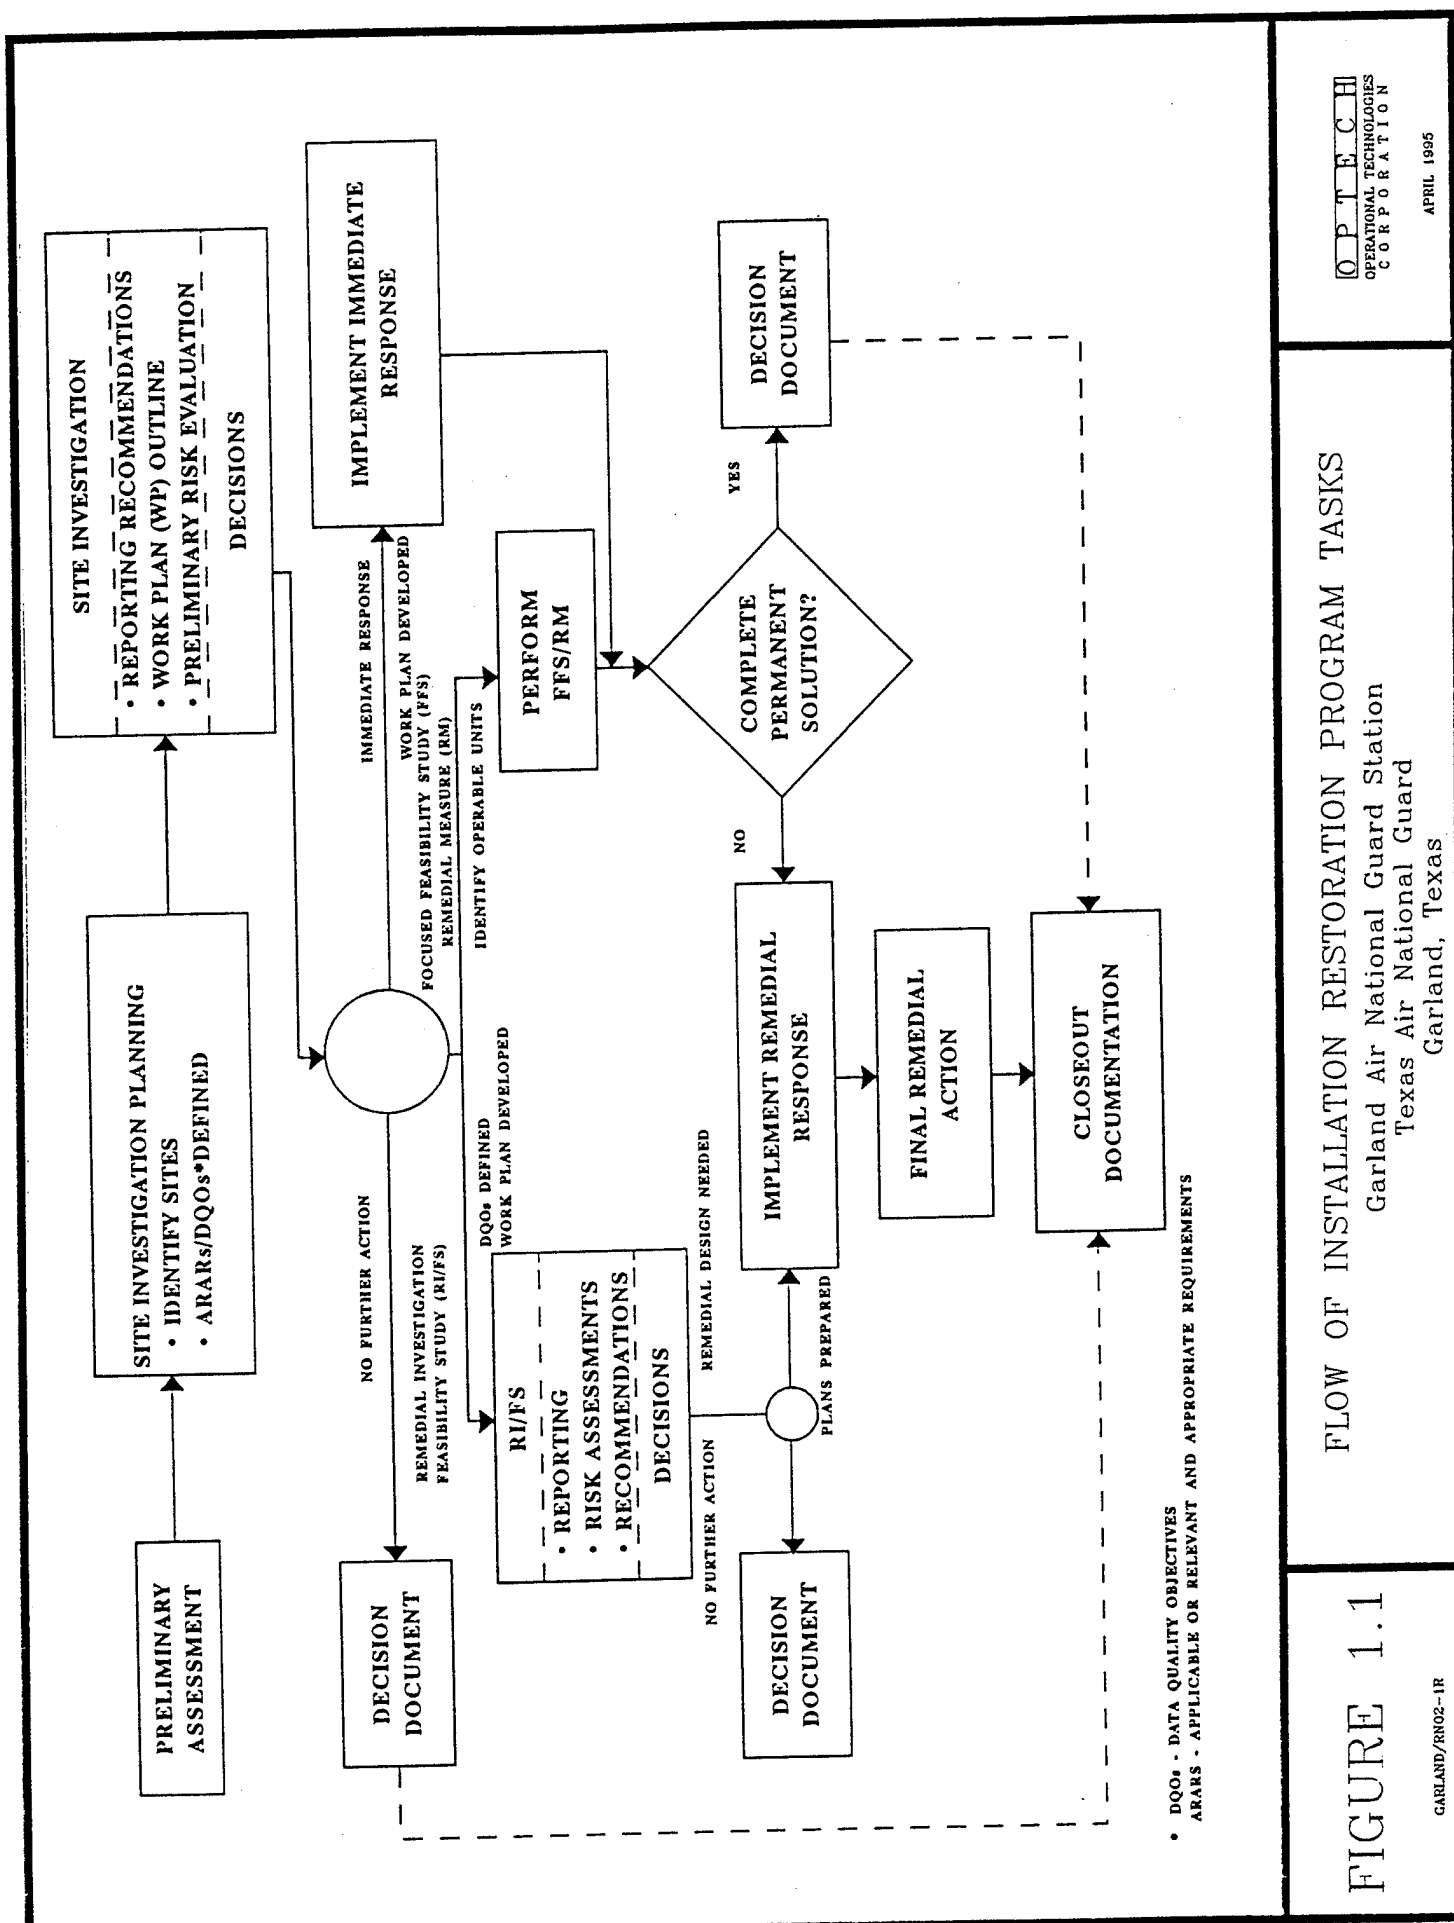 PRELIMINARY
ASSESSMENT
SITE INVESTIGATION PLANNING
• IDENTIFY SITES
• ARARs/DQOs*DEFINED
SITE INVESTIGATION
• REPORTING RECOMMENDATIONS
• WORK PLAN (WP) OUTLINE
• PRELIMINARY RISK EVALUATION
DECISIONS
NO FURTHER ACTION
IMMEDIATE RESPONSE
DECISION
DOCUMENT
REMEDIAL INVESTIGATION
FEASIBILITY STUDY (RI/FS)
WORK PLAN DEVELOPED
FOCUSED FEASIBILITY STUDY (FFS)
REMEDIAL MEASURE (RM)
IMPLEMENT IMMEDIATE
RESPONSE
DQOs DEFINED
WORK PLAN DEVELOPED
IDENTIFY OPERABLE UNITS
RI/FS
• REPORTING
• RISK ASSESSMENTS
• RECOMMENDATIONS
DECISIONS
PERFORM
FFS/RM
NO FURTHER ACTION
REMEDIAL DESIGN NEEDED
COMPLETE
PERMANENT
SOLUTION?
NO
YES
DECISION
DOCUMENT
PLANS PREPARED
IMPLEMENT REMEDIAL
RESPONSE
DECISION
DOCUMENT
FINAL REMEDIAL
ACTION
CLOSEOUT
DOCUMENTATION
• DQOs - DATA QUALITY OBJECTIVES
ARARS - APPLICABLE OR RELEVANT AND APPROPRIATE REQUIREMENTS
FIGURE 1.1
GARLAND/RN02-1R
FLOW OF INSTALLATION RESTORATION PROGRAM TASKS
Garland Air National Guard Station
Texas Air National Guard
Garland, Texas
OPTECH
OPERATIONAL TECHNOLOGIES
CORPORATION
APRIL 1995